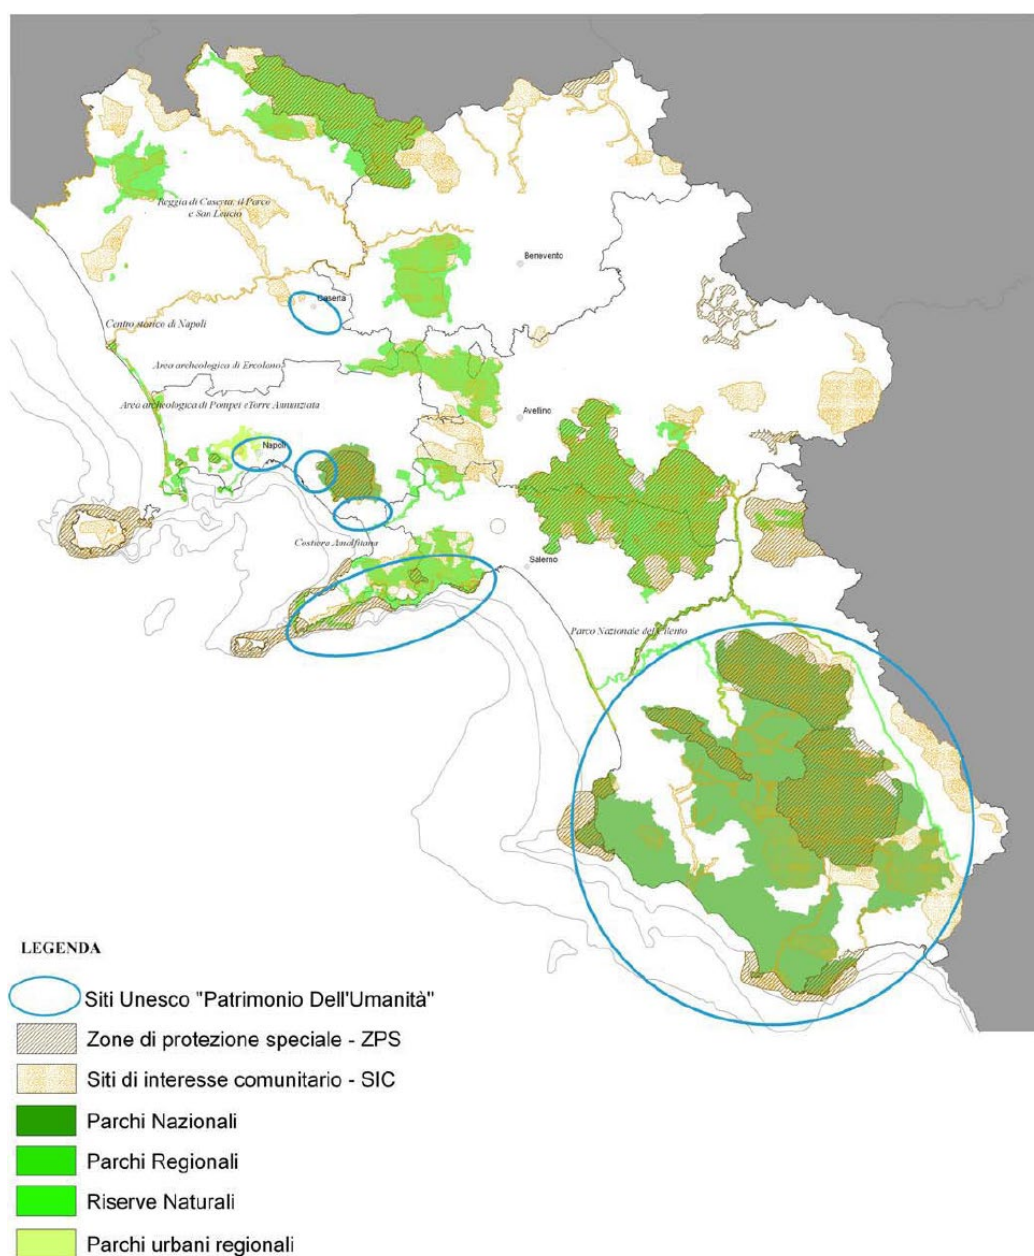 Reggia di Caserta, il Parco
e San Leucio
Benevento
Caserta
Centro storico di Napoli
Area archeologica di Ercolano
Area archeologica di Pompei e Torre Annunziata
Avellino
Napoli
Costiera Amalfitana
Salerno
Parco Nazionale del Cilento
LEGENDA
Siti Unesco "Patrimonio Dell'Umanità"
Zone di protezione speciale - ZPS
Siti di interesse comunitario - SIC
Parchi Nazionali
Parchi Regionali
Riserve Naturali
Parchi urbani regionali